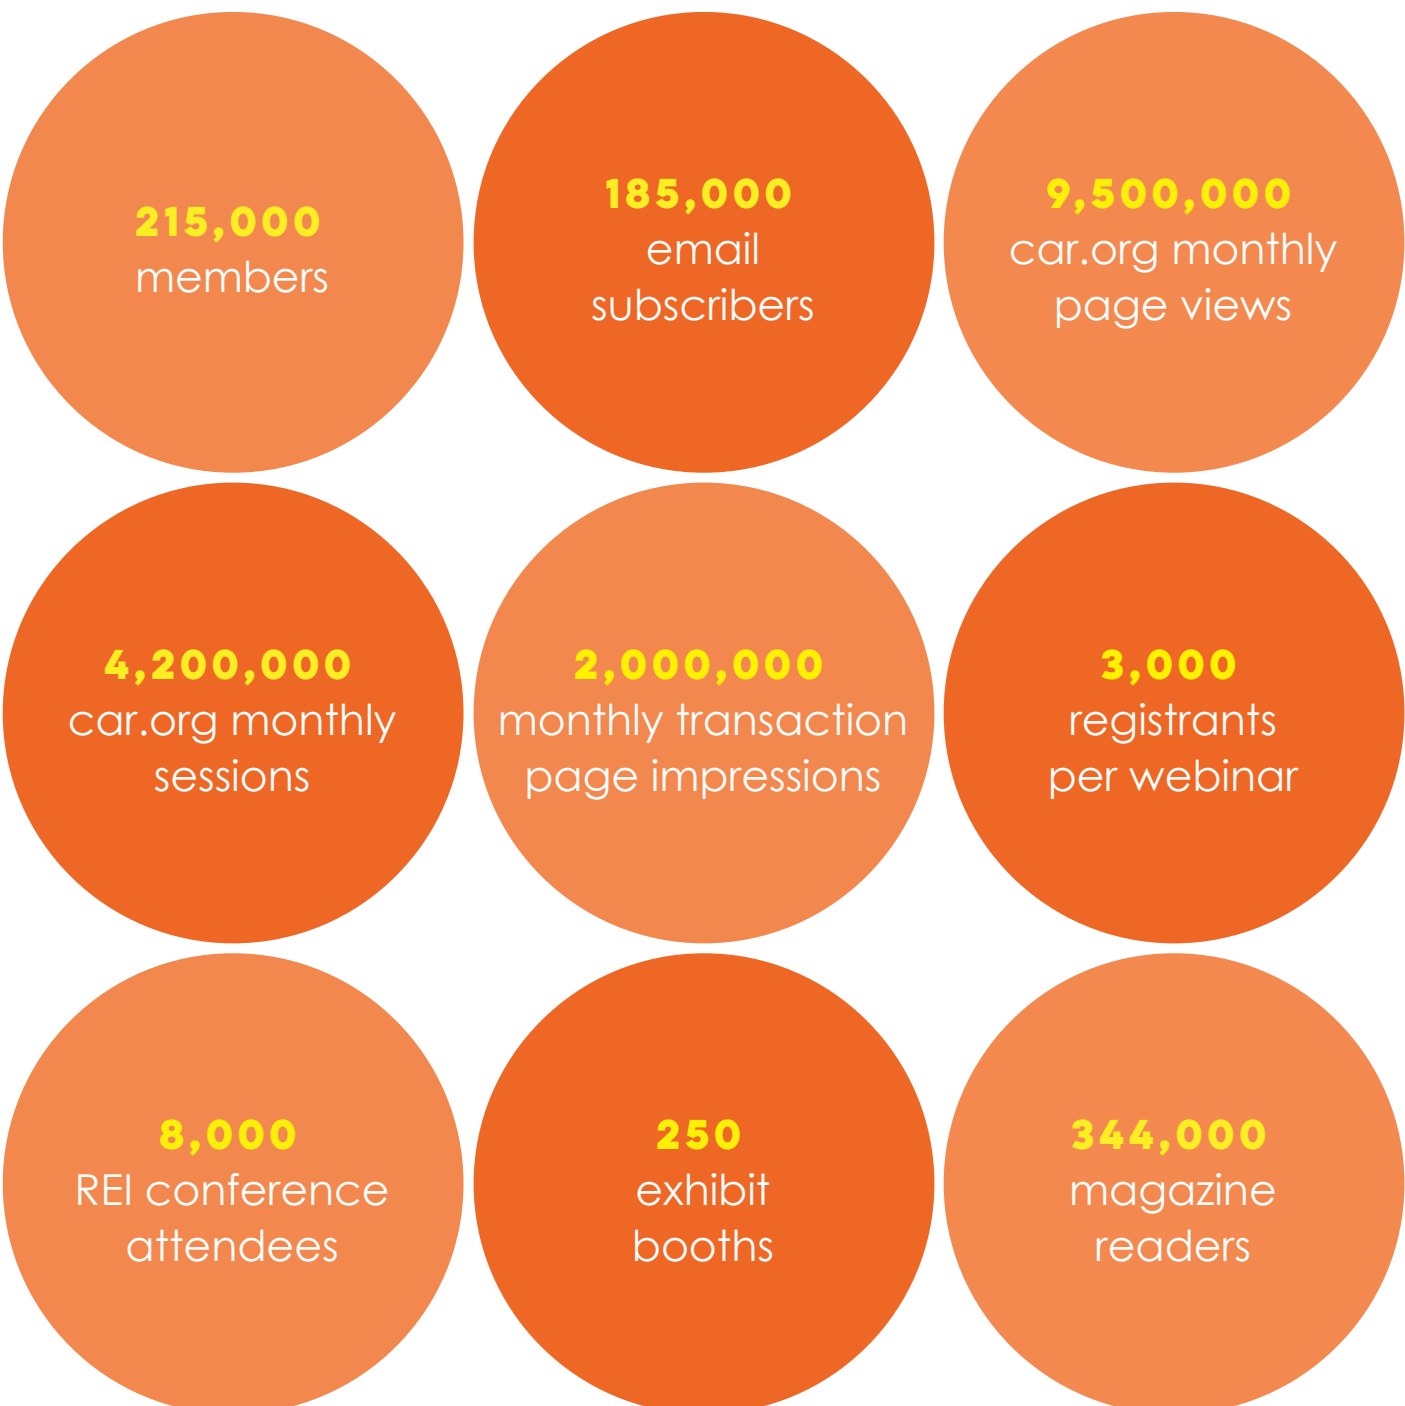 215,000
members
185,000
email
subscribers
9,500,000
car.org monthly
page views
4,200,000
car.org monthly
sessions
2,000,000
monthly transaction
page impressions
3,000
registrants
per webinar
8,000
REI conference
attendees
250
exhibit
booths
344,000
magazine
readers